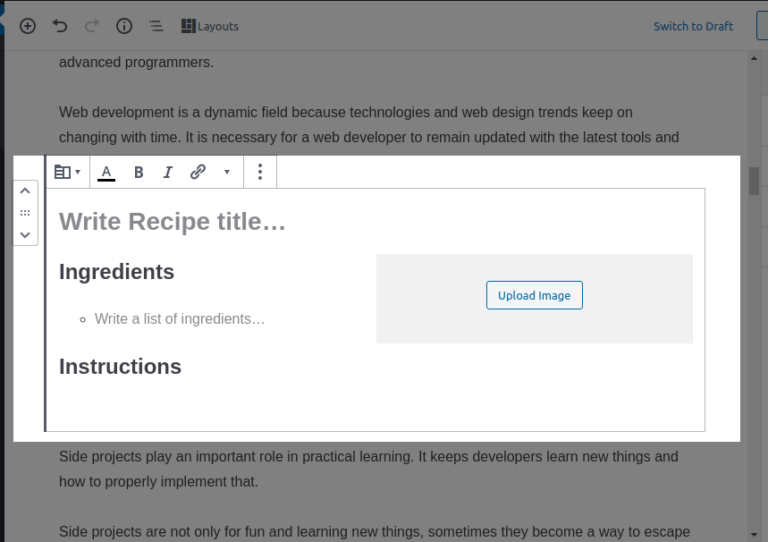 Layouts
Switch to Draft
advanced programmers.
Web development is a dynamic field because technologies and web design trends keep on
changing with time. It is necessary for a web developer to remain updated with the latest tools and
A
B
I
Write Recipe title…
Ingredients
Upload Image
Write a list of ingredients…
Instructions
Side projects play an important role in practical learning. It keeps developers learn new things and
how to properly implement that.
Side projects are not only for fun and learning new things, sometimes they become a way to escape